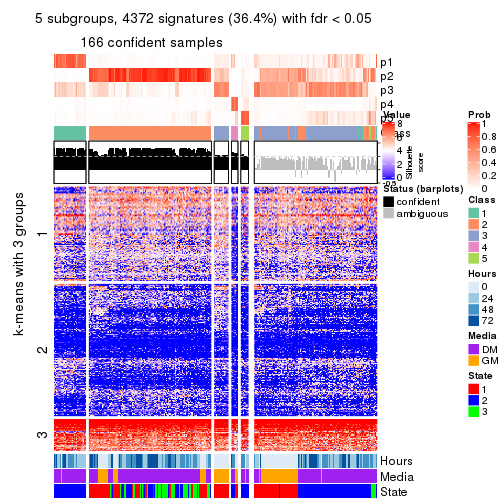 5 subgroups, 4372 signatures (36.4%) with fdr < 0.05
166 confident samples
p1
p2
p3
p4
p5
Class
Silhouette
score
k-means with 3 groups
1
2
3
Hours
Media
State
Value
8
6
4
2
0
Status (barplots)
confident
ambiguous
Prob
1
0.8
0.6
0.4
0.2
0
Class
1
2
3
4
5
Hours
0
24
48
72
Media
DM
GM
State
1
2
3